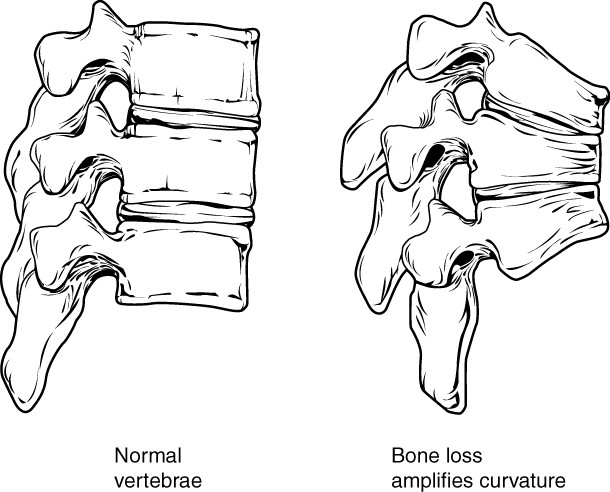 Normal
vertebrae
Bone loss
amplifies curvature